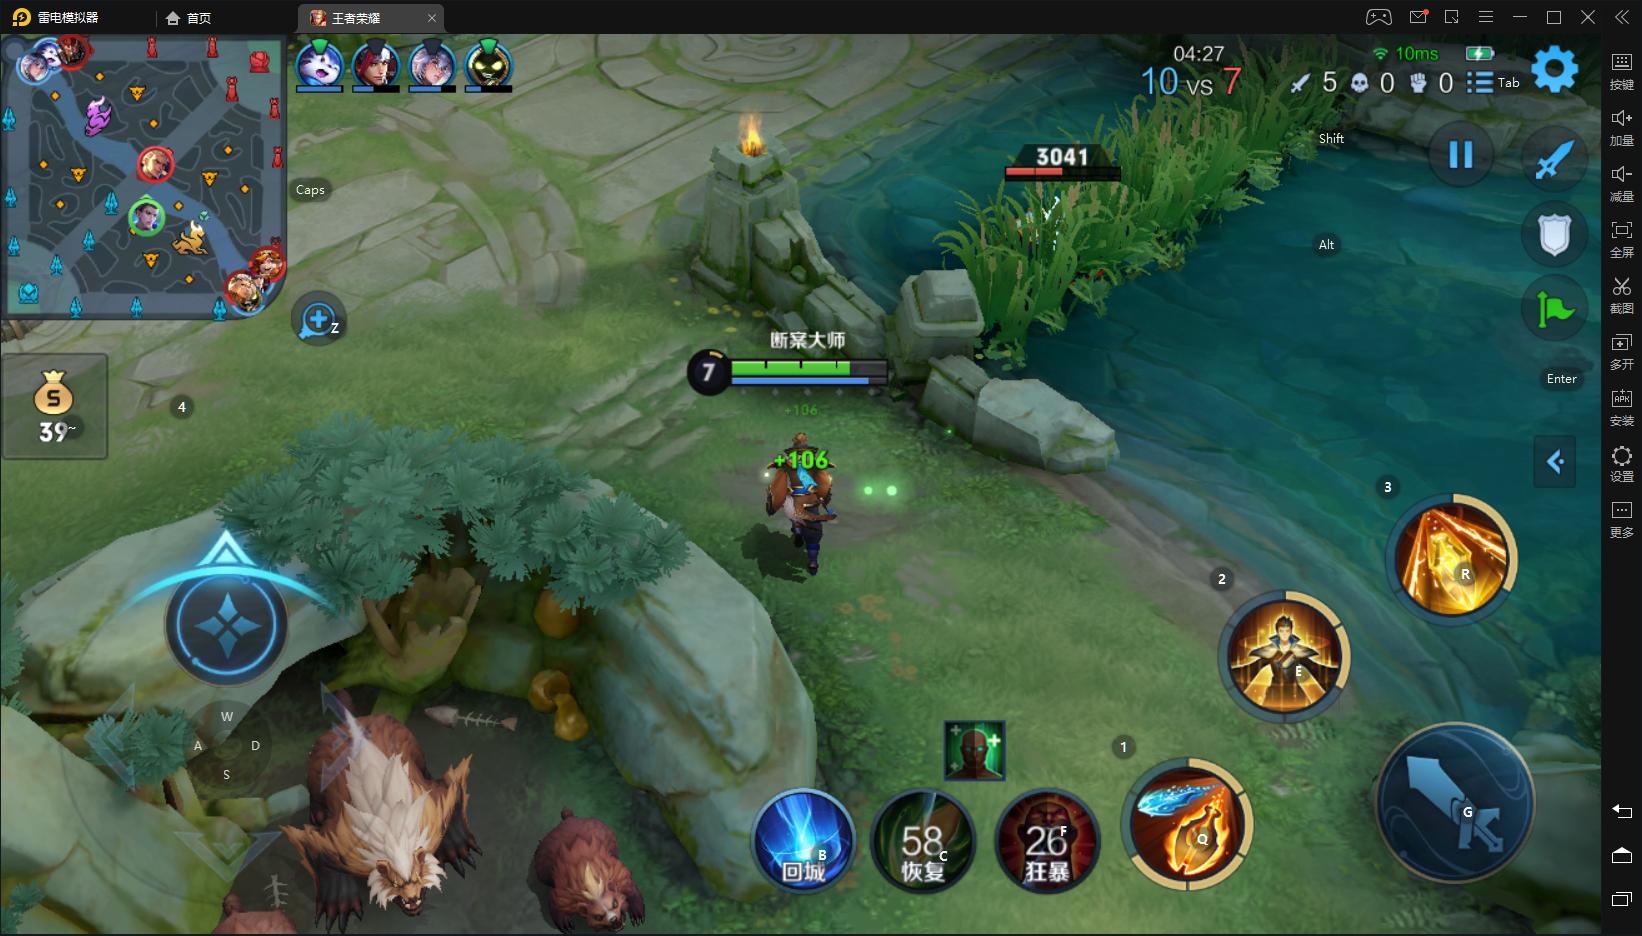 雷电模拟器
首页
王者荣耀
04:27
10 VS 7
10ms
5 0 0 Tab
Shift
Caps
Alt
3041
Z
断案大师
7
+106
+106
S
39~
4
Enter
3
R
2
E
W
A D
S
1
G
Q
B
回城
58
C
恢复
26
F
狂暴
按键
加量
减量
全屏
截图
多开
APK
安装
设置
更多